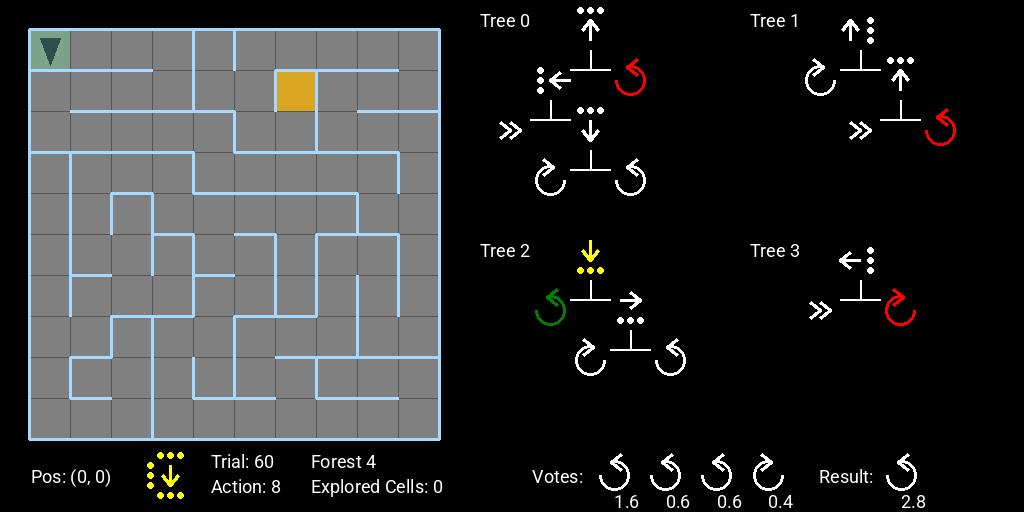 Tree 0
Tree 1
Tree 2
Tree 3
Pos: (0, 0)
Trial: 60
Forest 4
Action: 8
Explored Cells: 0
Votes:
1.6
0.6
0.6
0.4
Result:
2.8